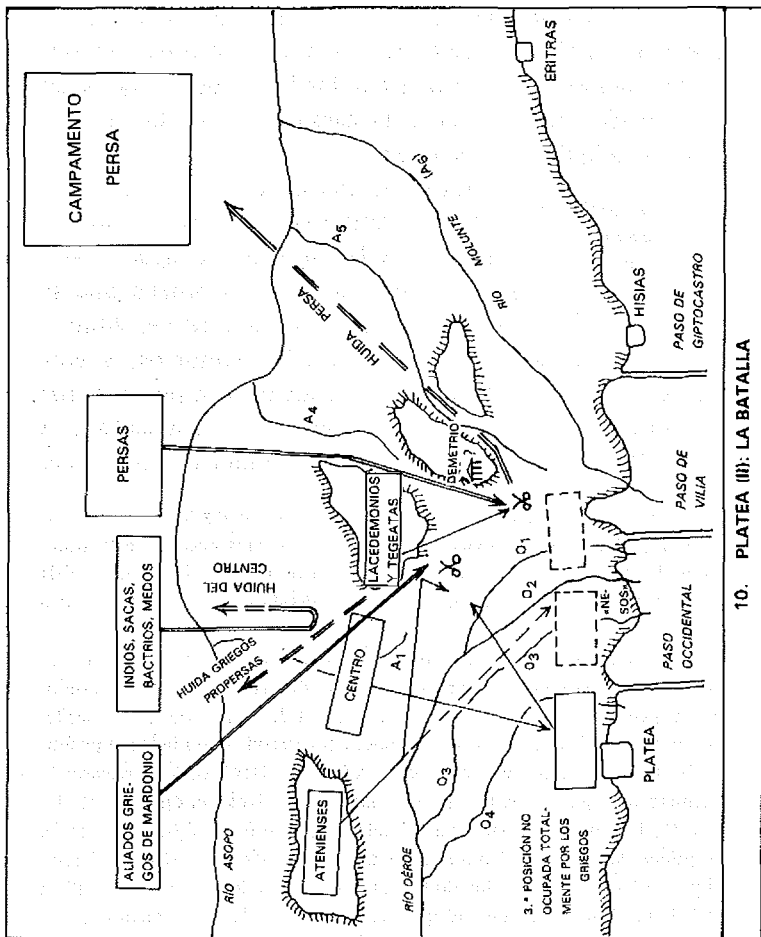 CAMPAMENTO
PERSA
ERITRAS
PERSAS
INDIOS, SACAS,
BACTRIOS, MEDOS
ALIADOS GRIE-
GOS DE MARDONIO
RÍO ASOPO
HUIDA DEL
CENTRO
HUIDA GRIEGOS
PROPERSAS
HUIDA
PERSA
A5
(A6)
A4
RÍO
MOLUNTE
LACEDEMONIOS
Y TEGEATAS
DEMETRIO
?
CENTRO
A1
ATENIENSES
RÍO OÉROE
O1
O2
O3
O3
O4
«NE-
SOS»
HISIAS
PASO DE
GIPTOCASTRO
PASO DE
VILIA
PASO
OCCIDENTAL
PLATEA
3.ª POSICIÓN NO
OCUPADA TOTAL-
MENTE POR LOS
GRIEGOS
10. PLATEA (III): LA BATALLA